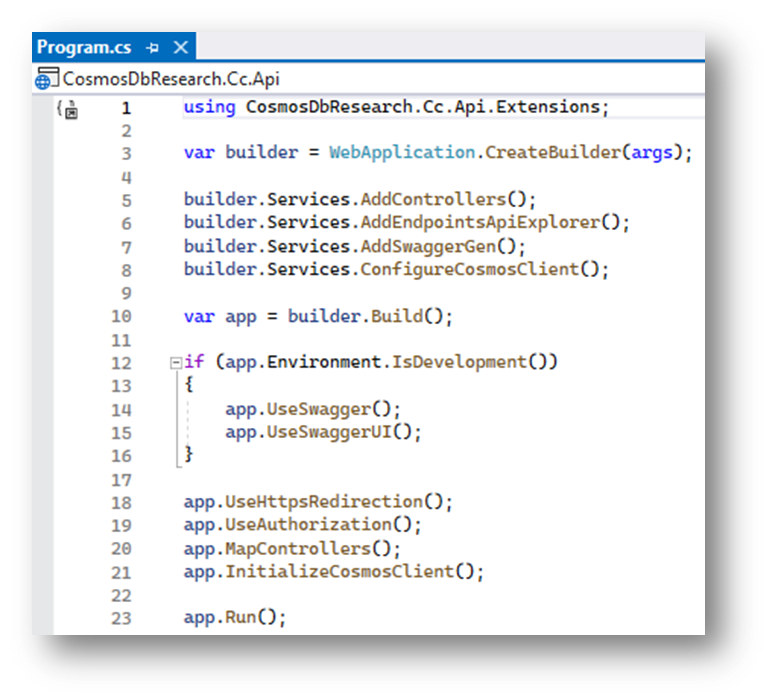 Program.cs
CosmosDbResearch.Cc.Api
1 using CosmosDbResearch.Cc.Api.Extensions;
2
3 var builder = WebApplication.CreateBuilder(args);
4
5 builder.Services.AddControllers();
6 builder.Services.AddEndpointsApiExplorer();
7 builder.Services.AddSwaggerGen();
8 builder.Services.ConfigureCosmosClient();
9
10 var app = builder.Build();
11
12 if (app.Environment.IsDevelopment())
13 {
14     app.UseSwagger();
15     app.UseSwaggerUI();
16 }
17
18 app.UseHttpsRedirection();
19 app.UseAuthorization();
20 app.MapControllers();
21 app.InitializeCosmosClient();
22
23 app.Run();